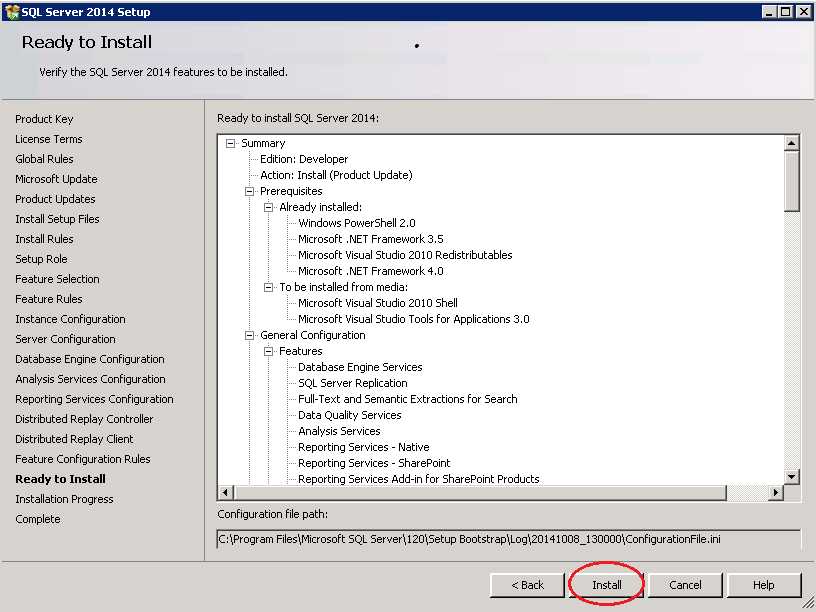 SQL Server 2014 Setup
Ready to Install
Verify the SQL Server 2014 features to be installed.
Product Key
License Terms
Global Rules
Microsoft Update
Product Updates
Install Setup Files
Install Rules
Setup Role
Feature Selection
Feature Rules
Instance Configuration
Server Configuration
Database Engine Configuration
Analysis Services Configuration
Reporting Services Configuration
Distributed Replay Controller
Distributed Replay Client
Feature Configuration Rules
Ready to Install
Installation Progress
Complete
Ready to install SQL Server 2014:
Summary
Edition: Developer
Action: Install (Product Update)
Prerequisites
Already installed:
Windows PowerShell 2.0
Microsoft .NET Framework 3.5
Microsoft Visual Studio 2010 Redistributables
Microsoft .NET Framework 4.0
To be installed from media:
Microsoft Visual Studio 2010 Shell
Microsoft Visual Studio Tools for Applications 3.0
General Configuration
Features
Database Engine Services
SQL Server Replication
Full-Text and Semantic Extractions for Search
Data Quality Services
Analysis Services
Reporting Services - Native
Reporting Services - SharePoint
Reporting Services Add-in for SharePoint Products
Configuration file path:
C:\Program Files\Microsoft SQL Server\120\Setup Bootstrap\Log\20141008_130000\ConfigurationFile.ini
< Back
Install
Cancel
Help